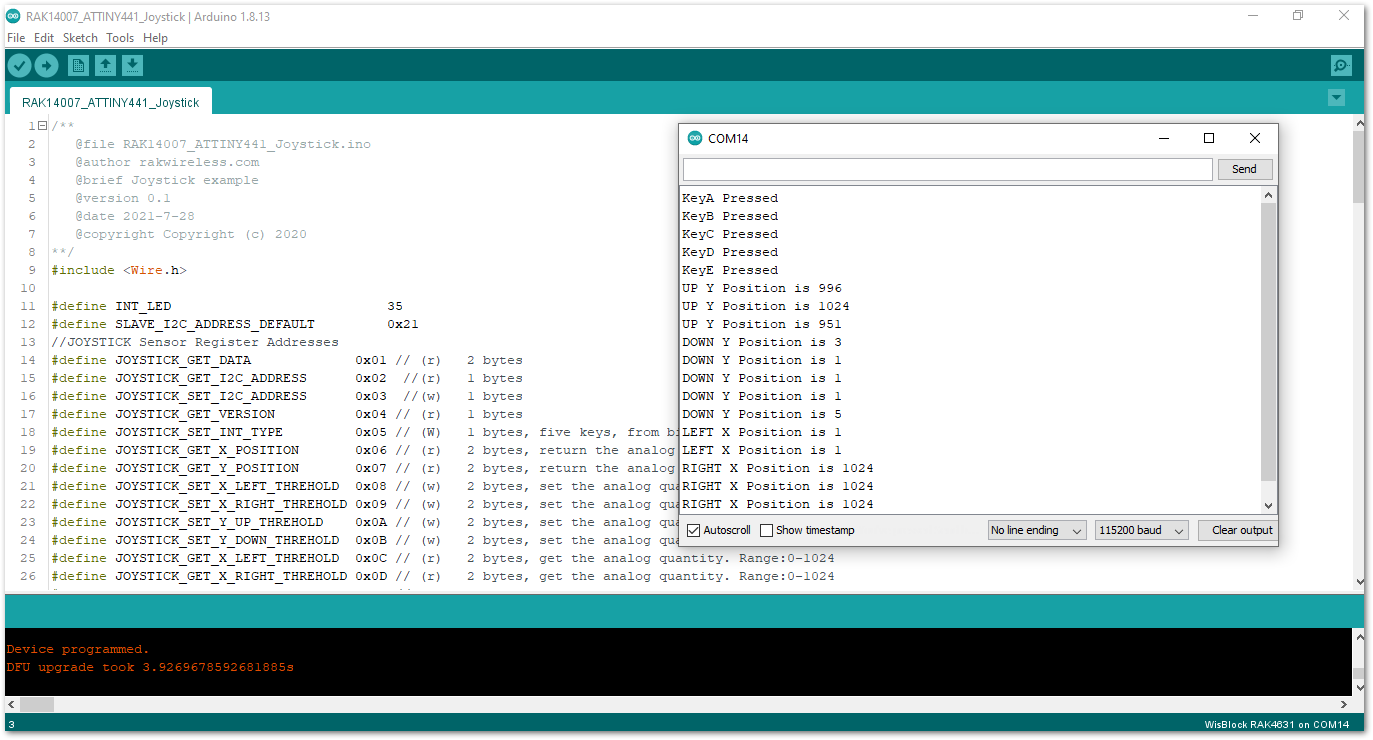 RAK14007_ATTINY441_Joystick | Arduino 1.8.13
File Edit Sketch Tools Help
RAK14007_ATTINY441_Joystick
1 /**
2 @file RAK14007_ATTINY441_Joystick.ino
3 @author rakwireless.com
4 @brief Joystick example
5 @version 0.1
6 @date 2021-7-28
7 @copyright Copyright (c) 2020
8 **/
9 #include <Wire.h>
10
11 #define INT_LED 35
12 #define SLAVE_I2C_ADDRESS_DEFAULT 0x21
13 //JOYSTICK Sensor Register Addresses
14 #define JOYSTICK_GET_DATA 0x01 // (r) 2 bytes
15 #define JOYSTICK_GET_I2C_ADDRESS 0x02 //(r) 1 bytes
16 #define JOYSTICK_SET_I2C_ADDRESS 0x03 //(w) 1 bytes
17 #define JOYSTICK_GET_VERSION 0x04 // (r) 1 bytes
18 #define JOYSTICK_SET_INT_TYPE 0x05 // (W) 1 bytes, five keys, from
19 #define JOYSTICK_GET_X_POSITION 0x06 // (r) 2 bytes, return the analog
20 #define JOYSTICK_GET_Y_POSITION 0x07 // (r) 2 bytes, return the analog
21 #define JOYSTICK_SET_X_LEFT_THREHOLD 0x08 // (w) 2 bytes, set the analog
22 #define JOYSTICK_SET_X_RIGHT_THREHOLD 0x09 // (w) 2 bytes, set the analog
23 #define JOYSTICK_SET_Y_UP_THREHOLD 0x0A // (w) 2 bytes, set the analog
24 #define JOYSTICK_SET_Y_DOWN_THREHOLD 0x0B // (w) 2 bytes, set the analog
25 #define JOYSTICK_GET_X_LEFT_THREHOLD 0x0C // (r) 2 bytes, get the analog quantity. Range:0-1024
26 #define JOYSTICK_GET_X_RIGHT_THREHOLD 0x0D // (r) 2 bytes, get the analog quantity. Range:0-1024
COM14
Send
KeyA Pressed
KeyB Pressed
KeyC Pressed
KeyD Pressed
KeyE Pressed
UP Y Position is 996
UP Y Position is 1024
UP Y Position is 951
DOWN Y Position is 3
DOWN Y Position is 1
DOWN Y Position is 1
DOWN Y Position is 1
DOWN Y Position is 5
LEFT X Position is 1
LEFT X Position is 1
RIGHT X Position is 1024
RIGHT X Position is 1024
RIGHT X Position is 1024
Autoscroll Show timestamp No line ending 115200 baud Clear output
Device programmed.
DFU upgrade took 3.9269678592681885s
3 WisBlock RAK4631 on COM14